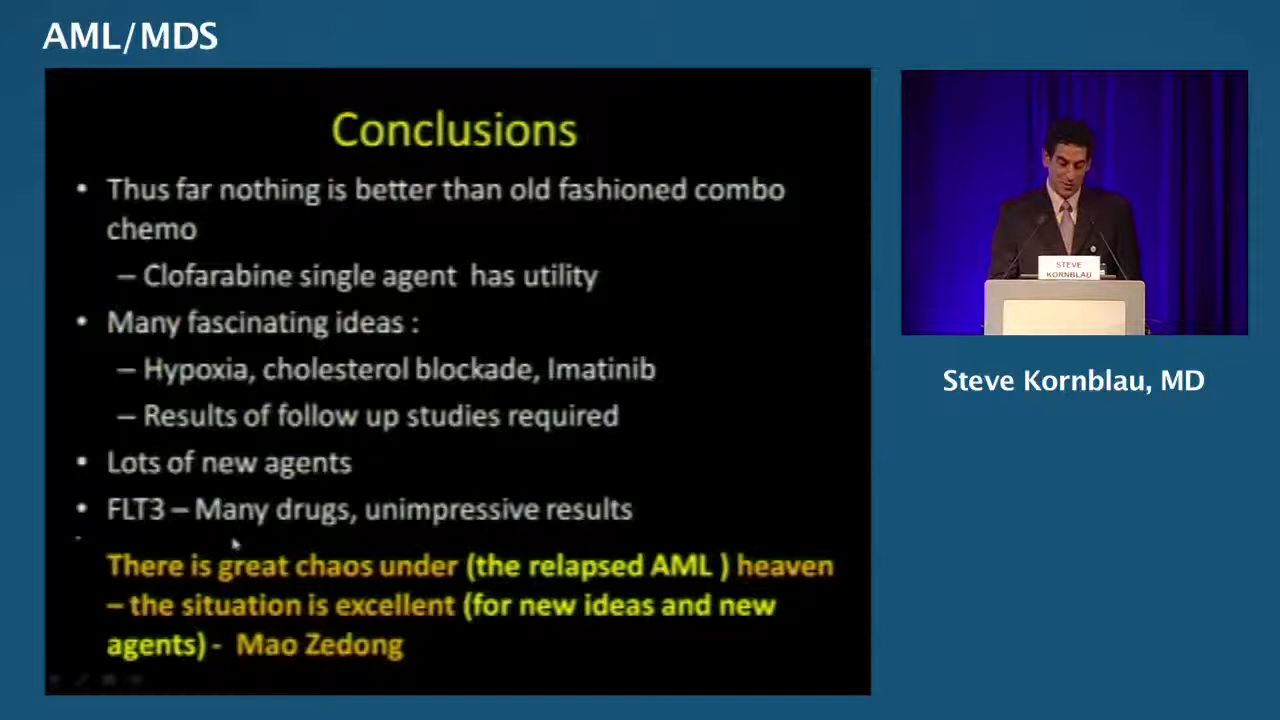 AML/MDS
Conclusions
• Thus far nothing is better than old fashioned combo
chemo
– Clofarabine single agent has utility
• Many fascinating ideas :
– Hypoxia, cholesterol blockade, Imatinib
– Results of follow up studies required
• Lots of new agents
• FLT3 – Many drugs, unimpressive results
There is great chaos under (the relapsed AML ) heaven
– the situation is excellent (for new ideas and new
agents) - Mao Zedong
STEVE
KORNBLAU
Steve Kornblau, MD